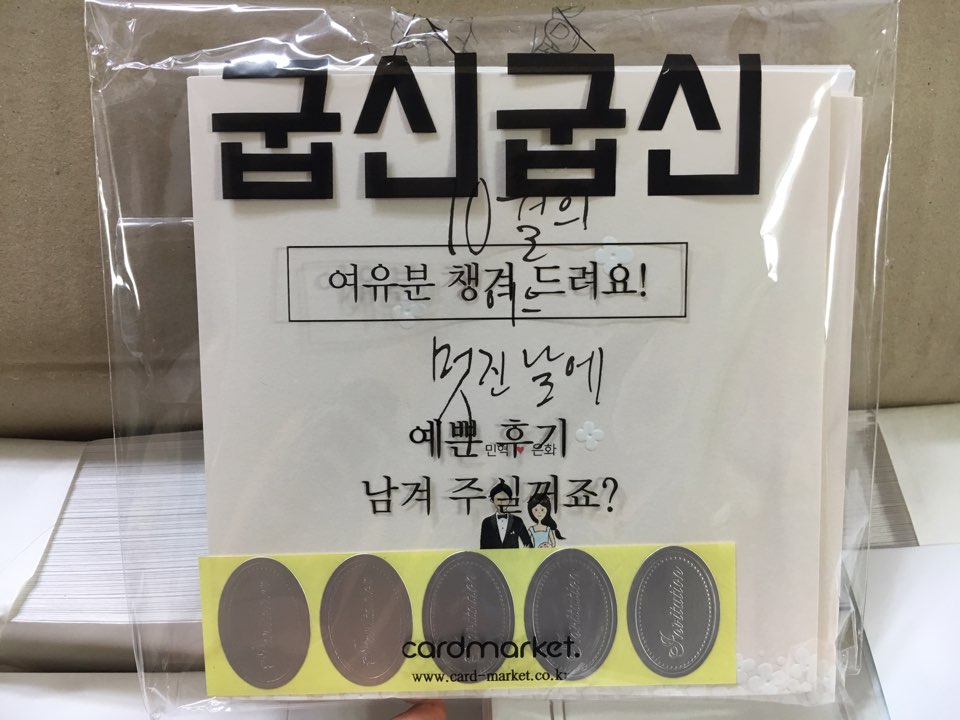 굽신굽신
10월의
여유분 챙겨 드려요!
멋진 날에
예쁜 후기
민혁 ♥ 은화
남겨 주실꺼죠?
Invitation
cardmarket.
www.card-market.co.kr